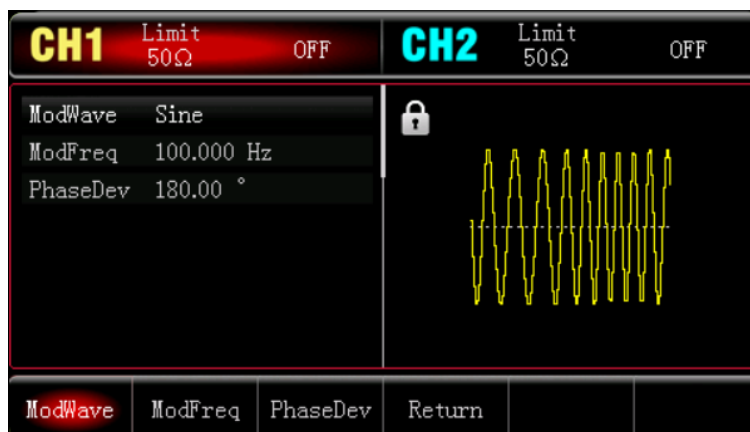 CH1 Limit 50Ω OFF CH2 Limit 50Ω OFF
ModWave Sine
ModFreq 100.000 Hz
PhaseDev 180.00 °
ModWave ModFreq PhaseDev Return